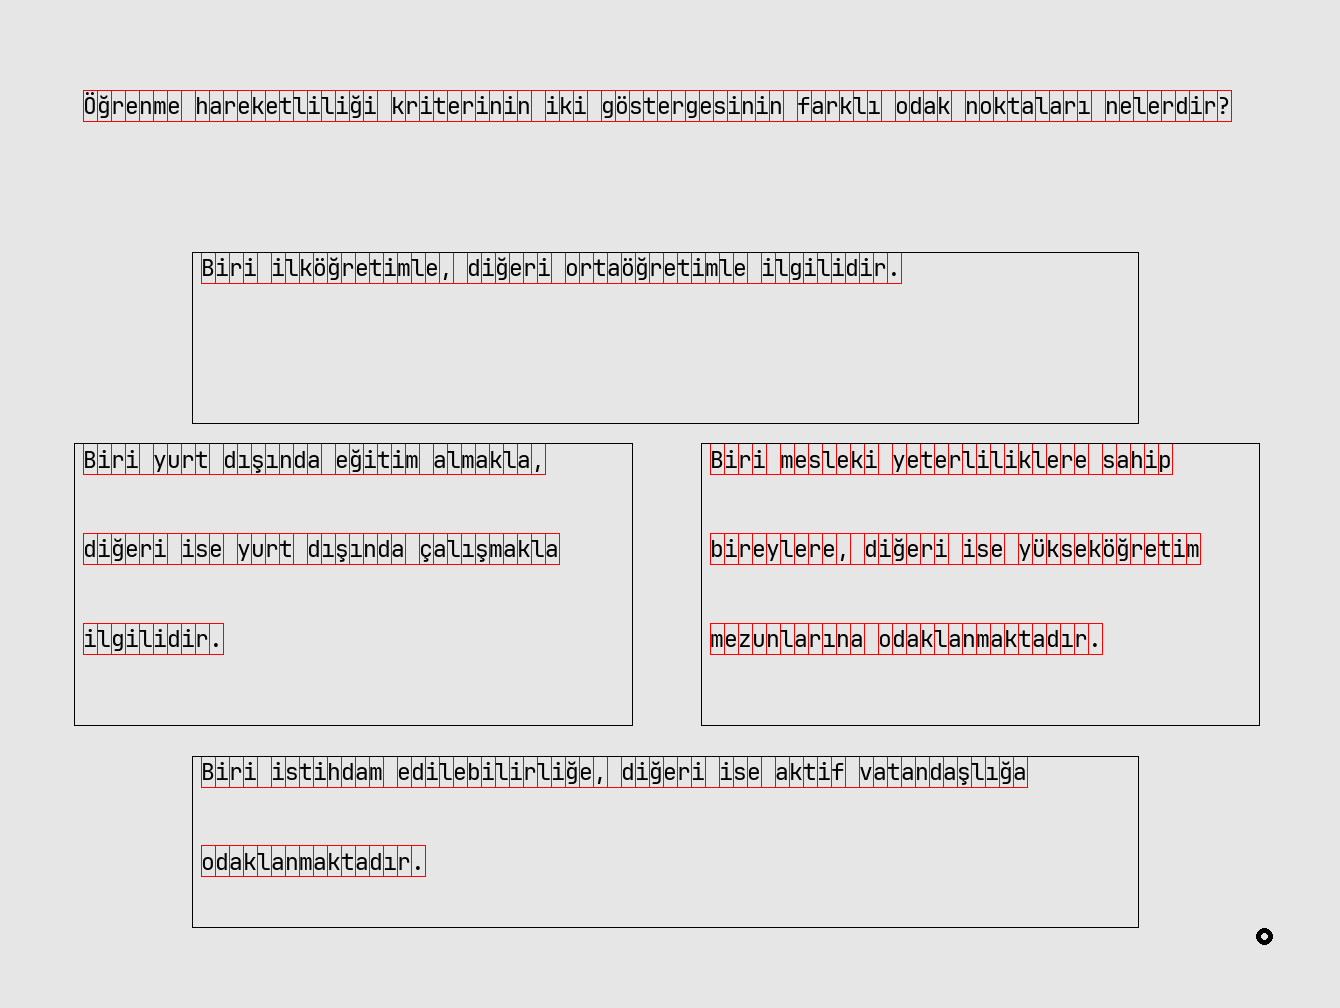 Öğrenme hareketliliği kriterinin iki göstergesinin farklı odak noktaları nelerdir?
Biri ilköğretimle, diğeri ortaöğretimle ilgilidir.
Biri yurt dışında eğitim almakla,
diğeri ise yurt dışında çalışmakla
ilgilidir.
Biri mesleki yeterliliklere sahip
bireylere, diğeri ise yükseköğretim
mezunlarına odaklanmaktadır.
Biri istihdam edilebilirliğe, diğeri ise aktif vatandaşlığa
odaklanmaktadır.